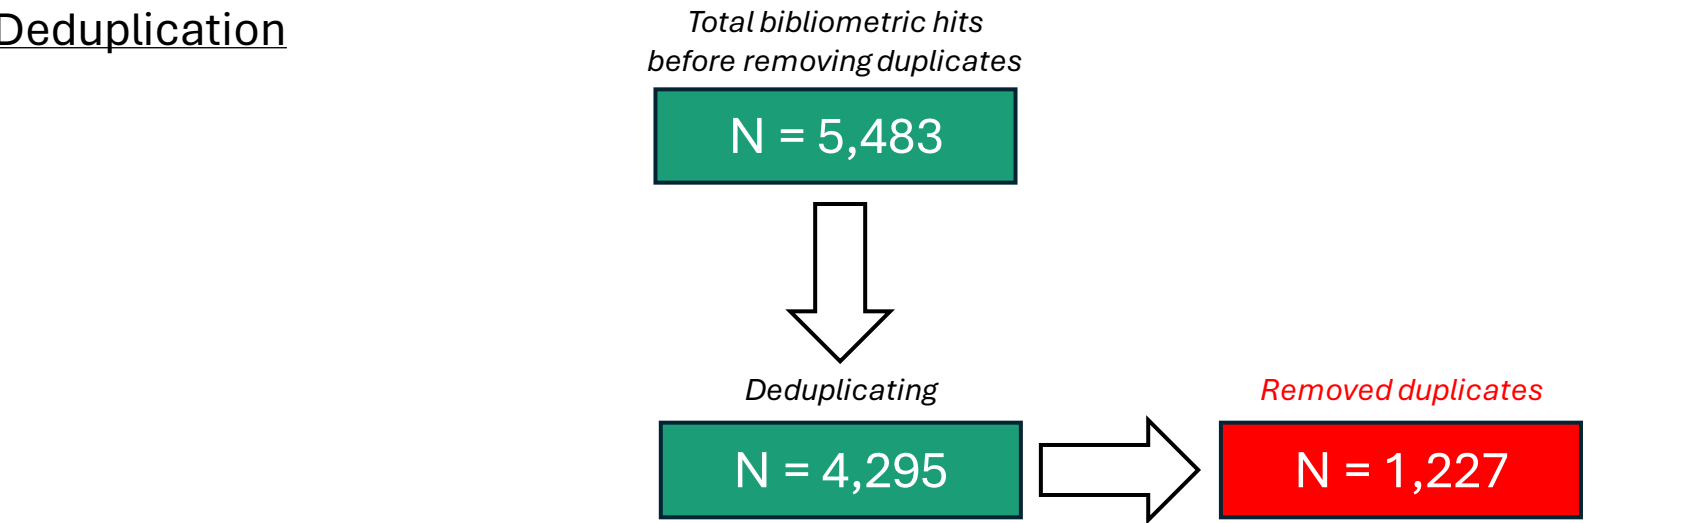 Deduplication
Total bibliometric hits
before removing duplicates
N = 5,483
Deduplicating
Removed duplicates
N = 4,295
N = 1,227